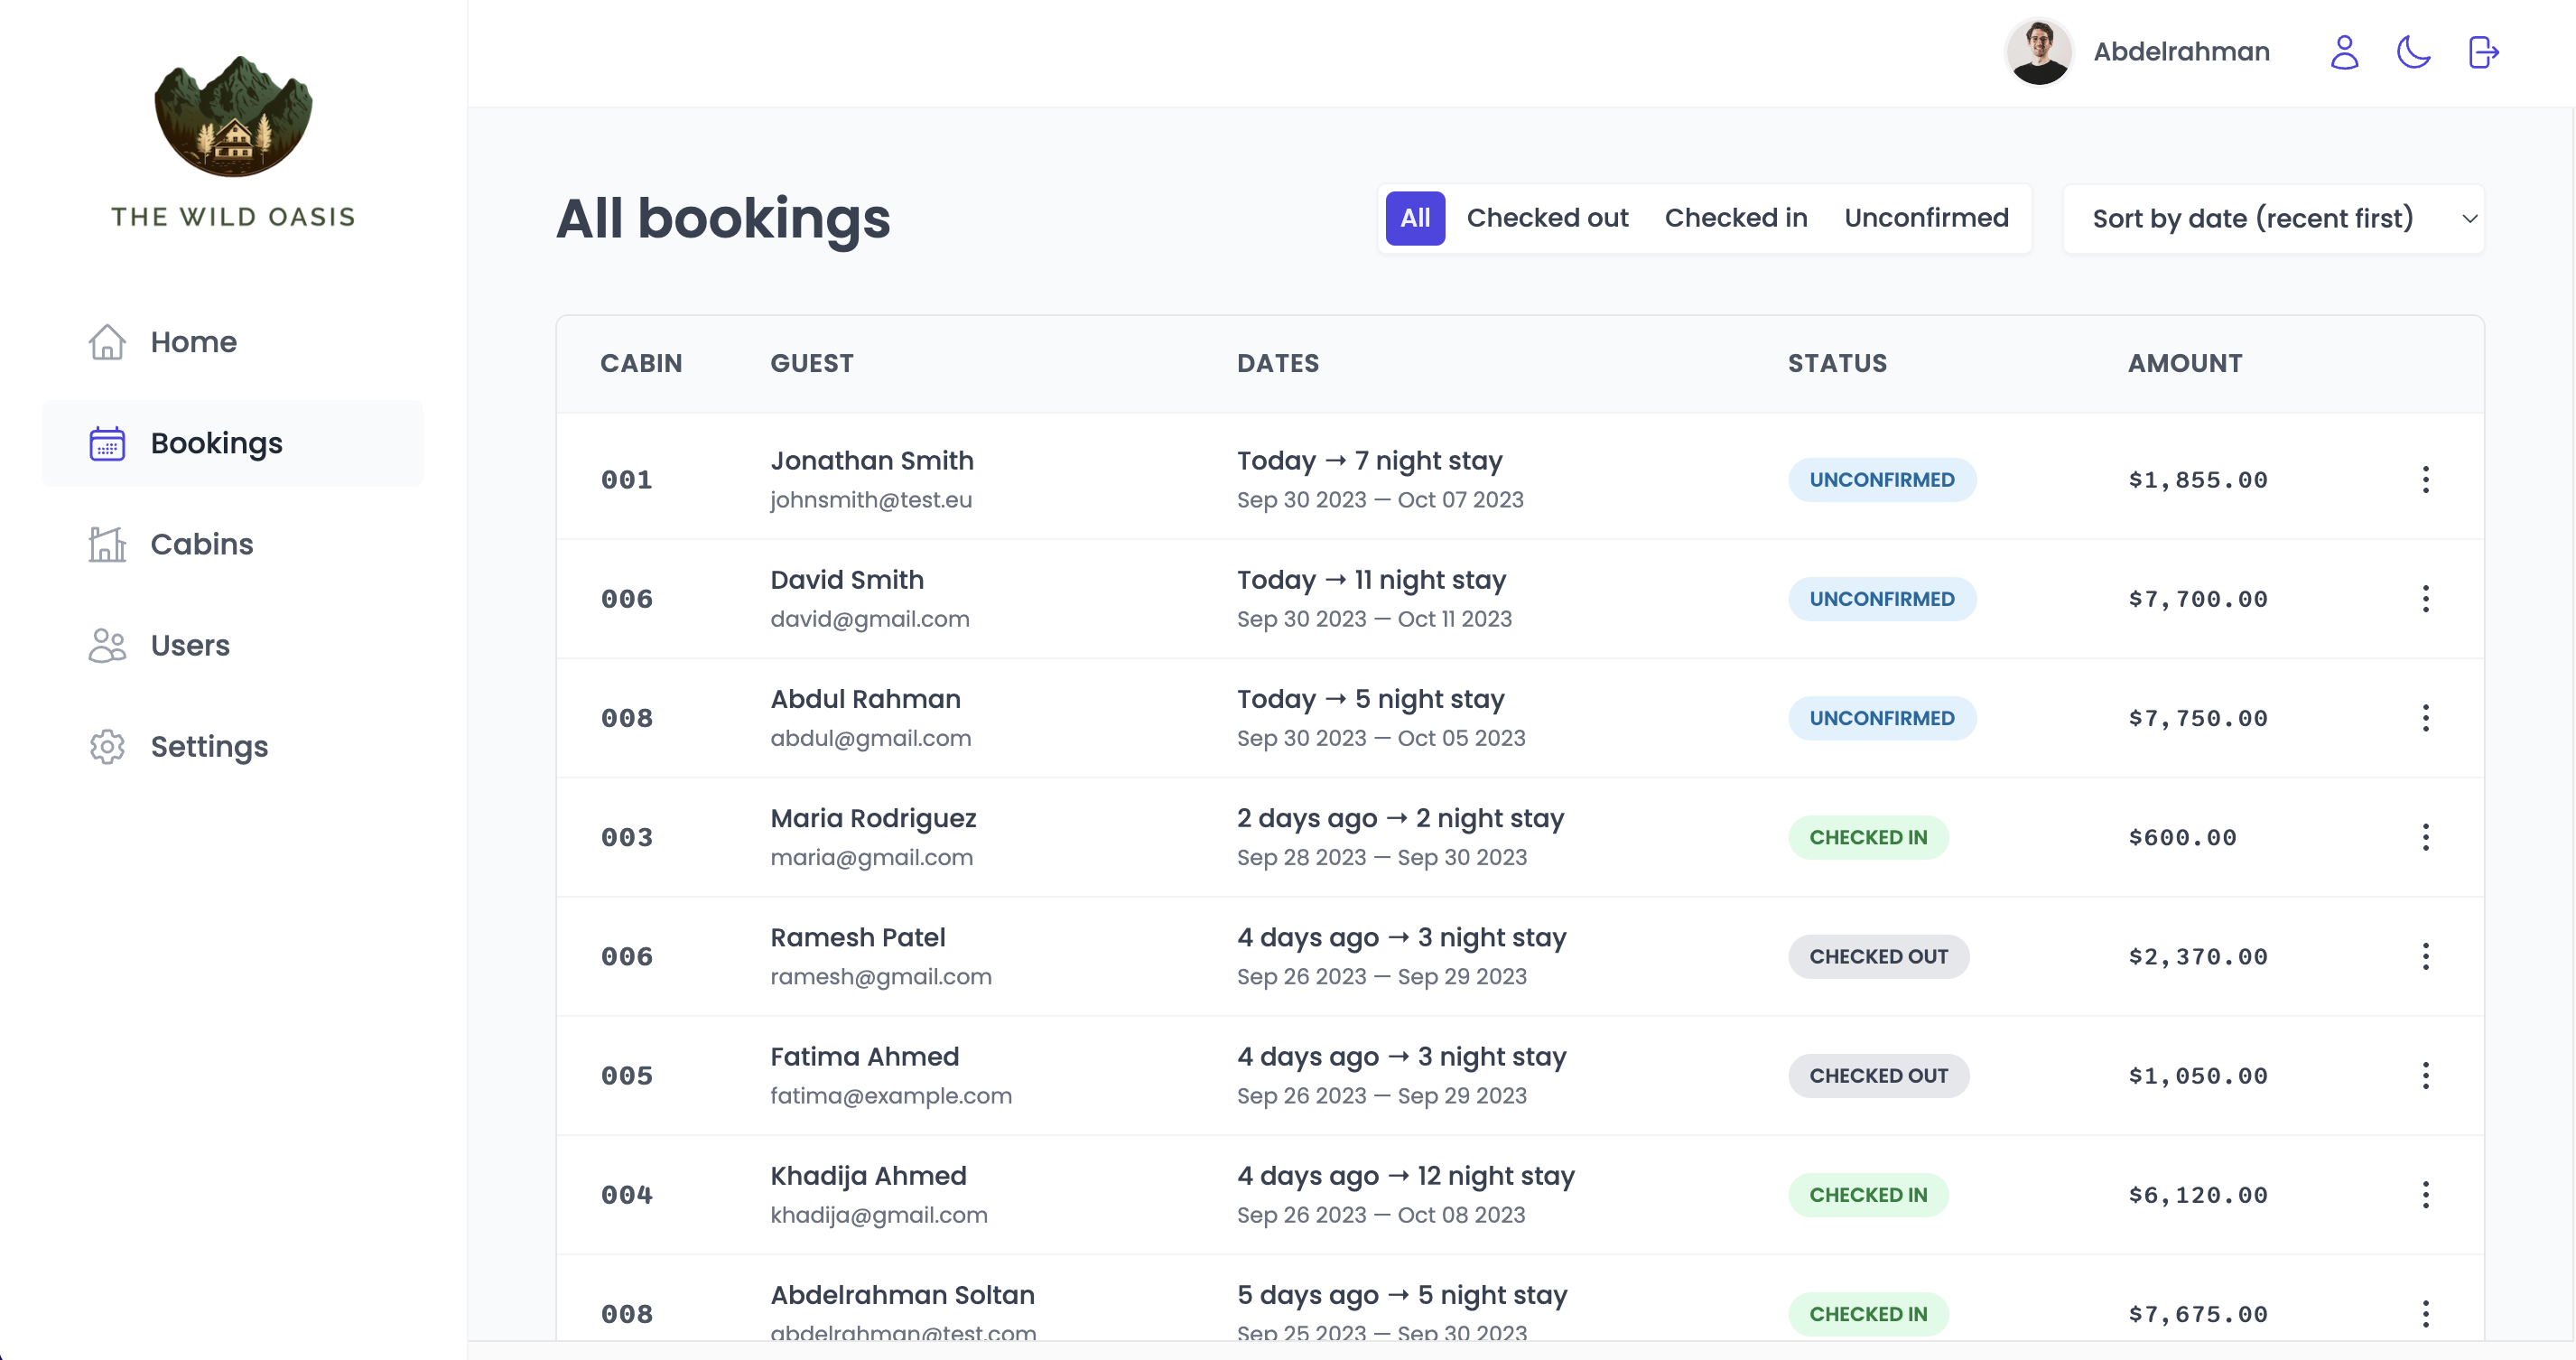 THE WILD OASIS
Home
Bookings
Cabins
Users
Settings
Abdelrahman
All bookings
All Checked out Checked in Unconfirmed
Sort by date (recent first)
CABIN GUEST DATES STATUS AMOUNT
001 Jonathan Smith Today → 7 night stay UNCONFIRMED $1,855.00
johnsmith@test.eu Sep 30 2023 — Oct 07 2023
006 David Smith Today → 11 night stay UNCONFIRMED $7,700.00
david@gmail.com Sep 30 2023 — Oct 11 2023
008 Abdul Rahman Today → 5 night stay UNCONFIRMED $7,750.00
abdul@gmail.com Sep 30 2023 — Oct 05 2023
003 Maria Rodriguez 2 days ago → 2 night stay CHECKED IN $600.00
maria@gmail.com Sep 28 2023 — Sep 30 2023
006 Ramesh Patel 4 days ago → 3 night stay CHECKED OUT $2,370.00
ramesh@gmail.com Sep 26 2023 — Sep 29 2023
005 Fatima Ahmed 4 days ago → 3 night stay CHECKED OUT $1,050.00
fatima@example.com Sep 26 2023 — Sep 29 2023
004 Khadija Ahmed 4 days ago → 12 night stay CHECKED IN $6,120.00
khadija@gmail.com Sep 26 2023 — Oct 08 2023
008 Abdelrahman Soltan 5 days ago → 5 night stay CHECKED IN $7,675.00
abdelrahman@test.com Sep 25 2023 — Sep 30 2023